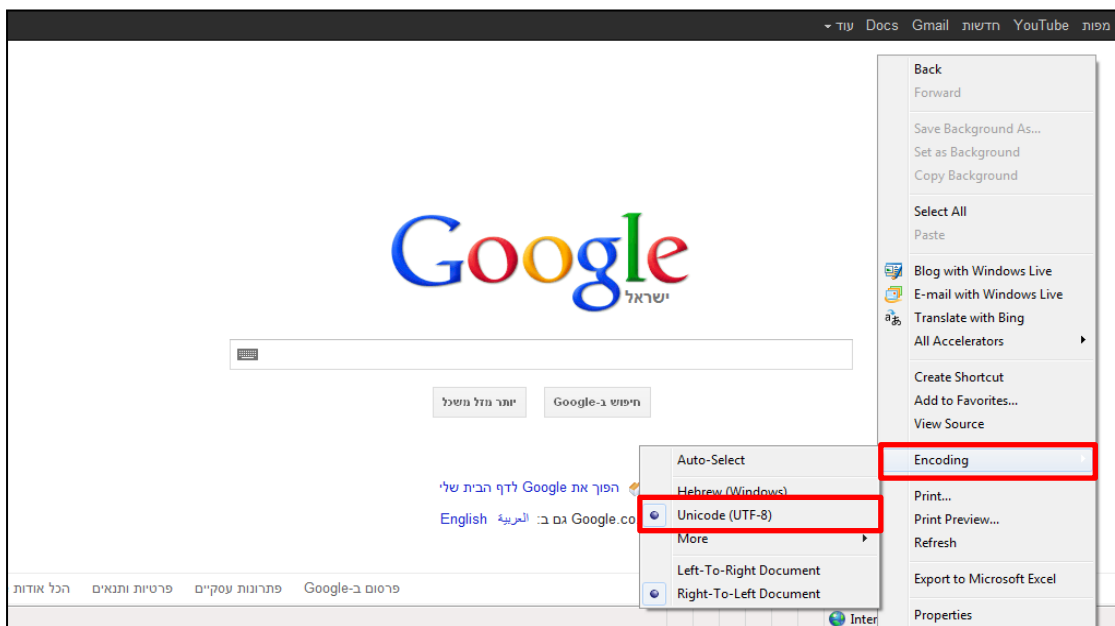 מפות YouTube חדשות Gmail Docs עוד
Google
ישראל
חיפוש ב-Google יותר מזל משכל
הפוך את Google לדף הבית שלי
Google.co גם ב: العربية English
פרסום ב-Google פתרונות עסקיים פרטיות ותנאים הכל אודות
Back
Forward
Save Background As...
Set as Background
Copy Background
Select All
Paste
Blog with Windows Live
E-mail with Windows Live
Translate with Bing
All Accelerators
Create Shortcut
Add to Favorites...
View Source
Encoding
Print...
Print Preview...
Refresh
Export to Microsoft Excel
Properties
Auto-Select
Hebrew (Windows)
Unicode (UTF-8)
More
Left-To-Right Document
Right-To-Left Document
Inter